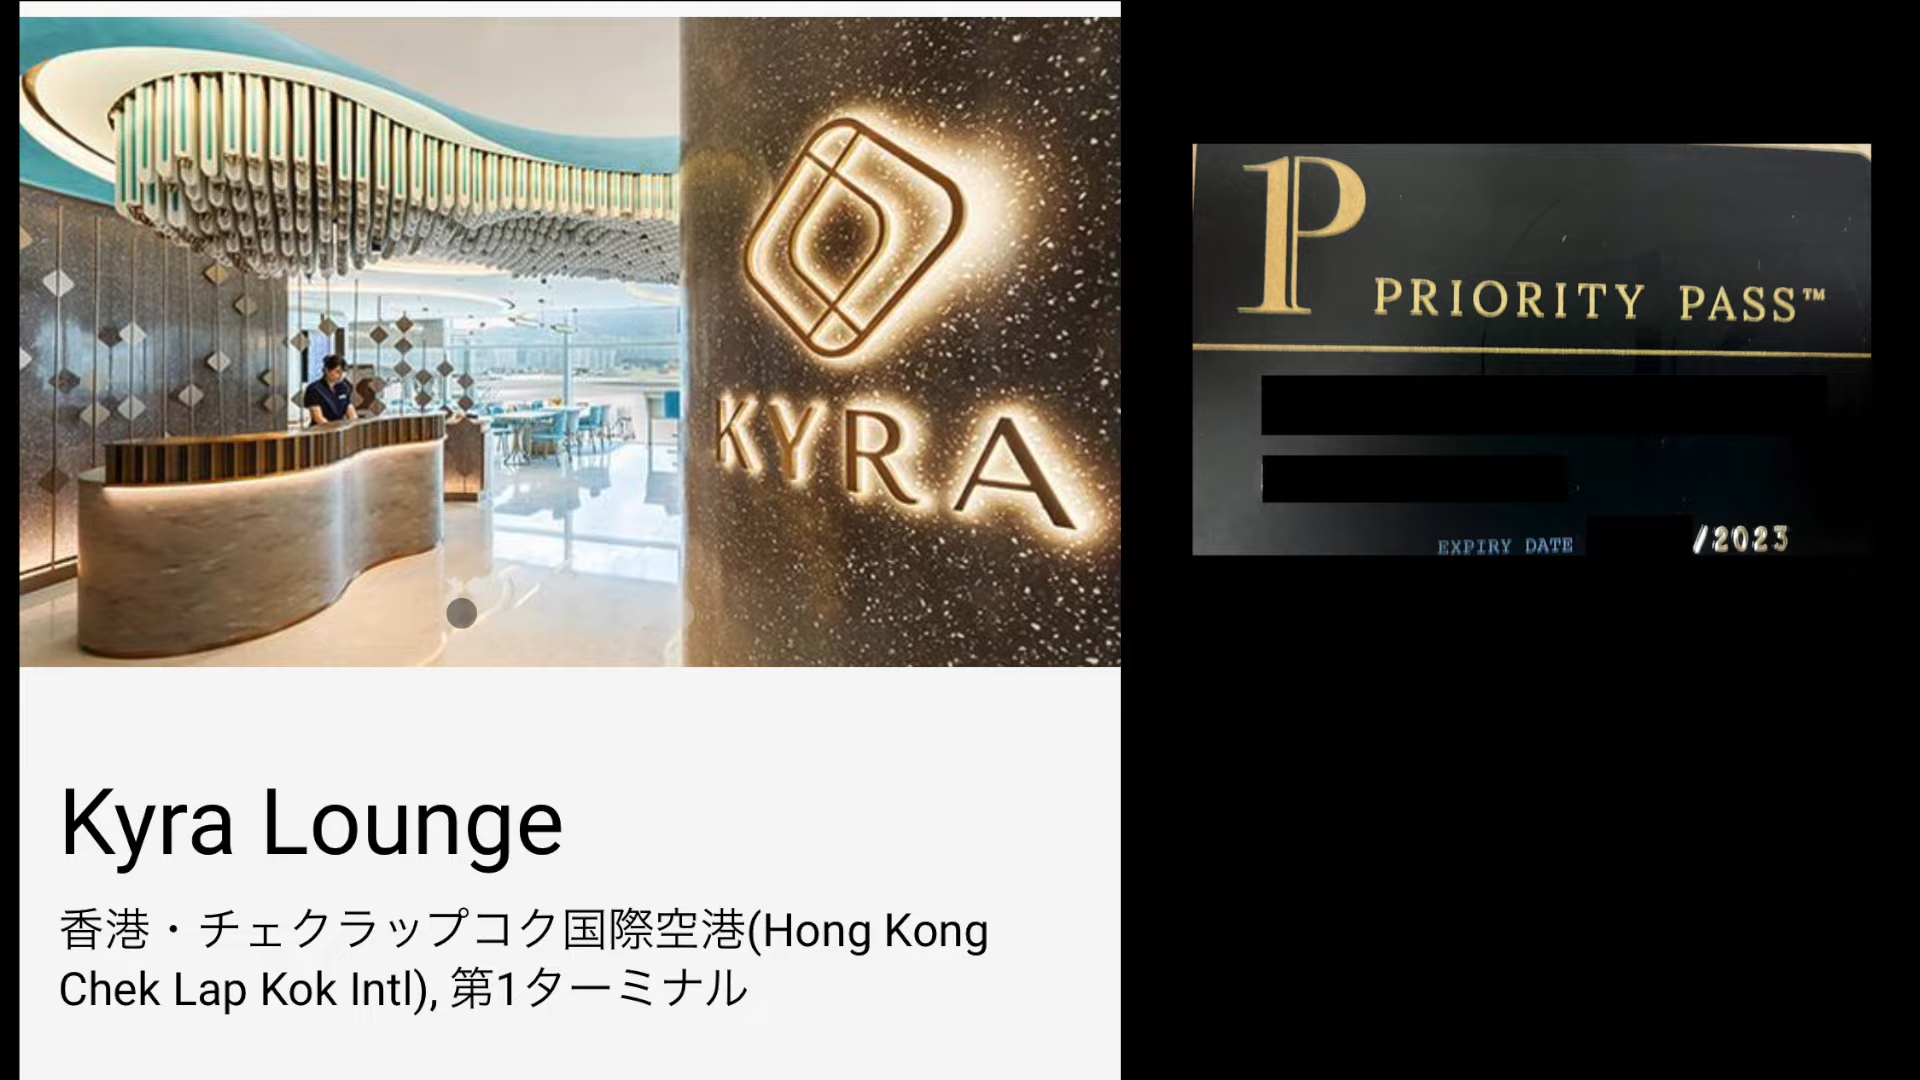 KYRA
Kyra Lounge
香港・チェクラップコク国際空港(Hong Kong
Chek Lap Kok Intl), 第1ターミナル
P
PRIORITY PASS™
EXPIRY DATE /2023